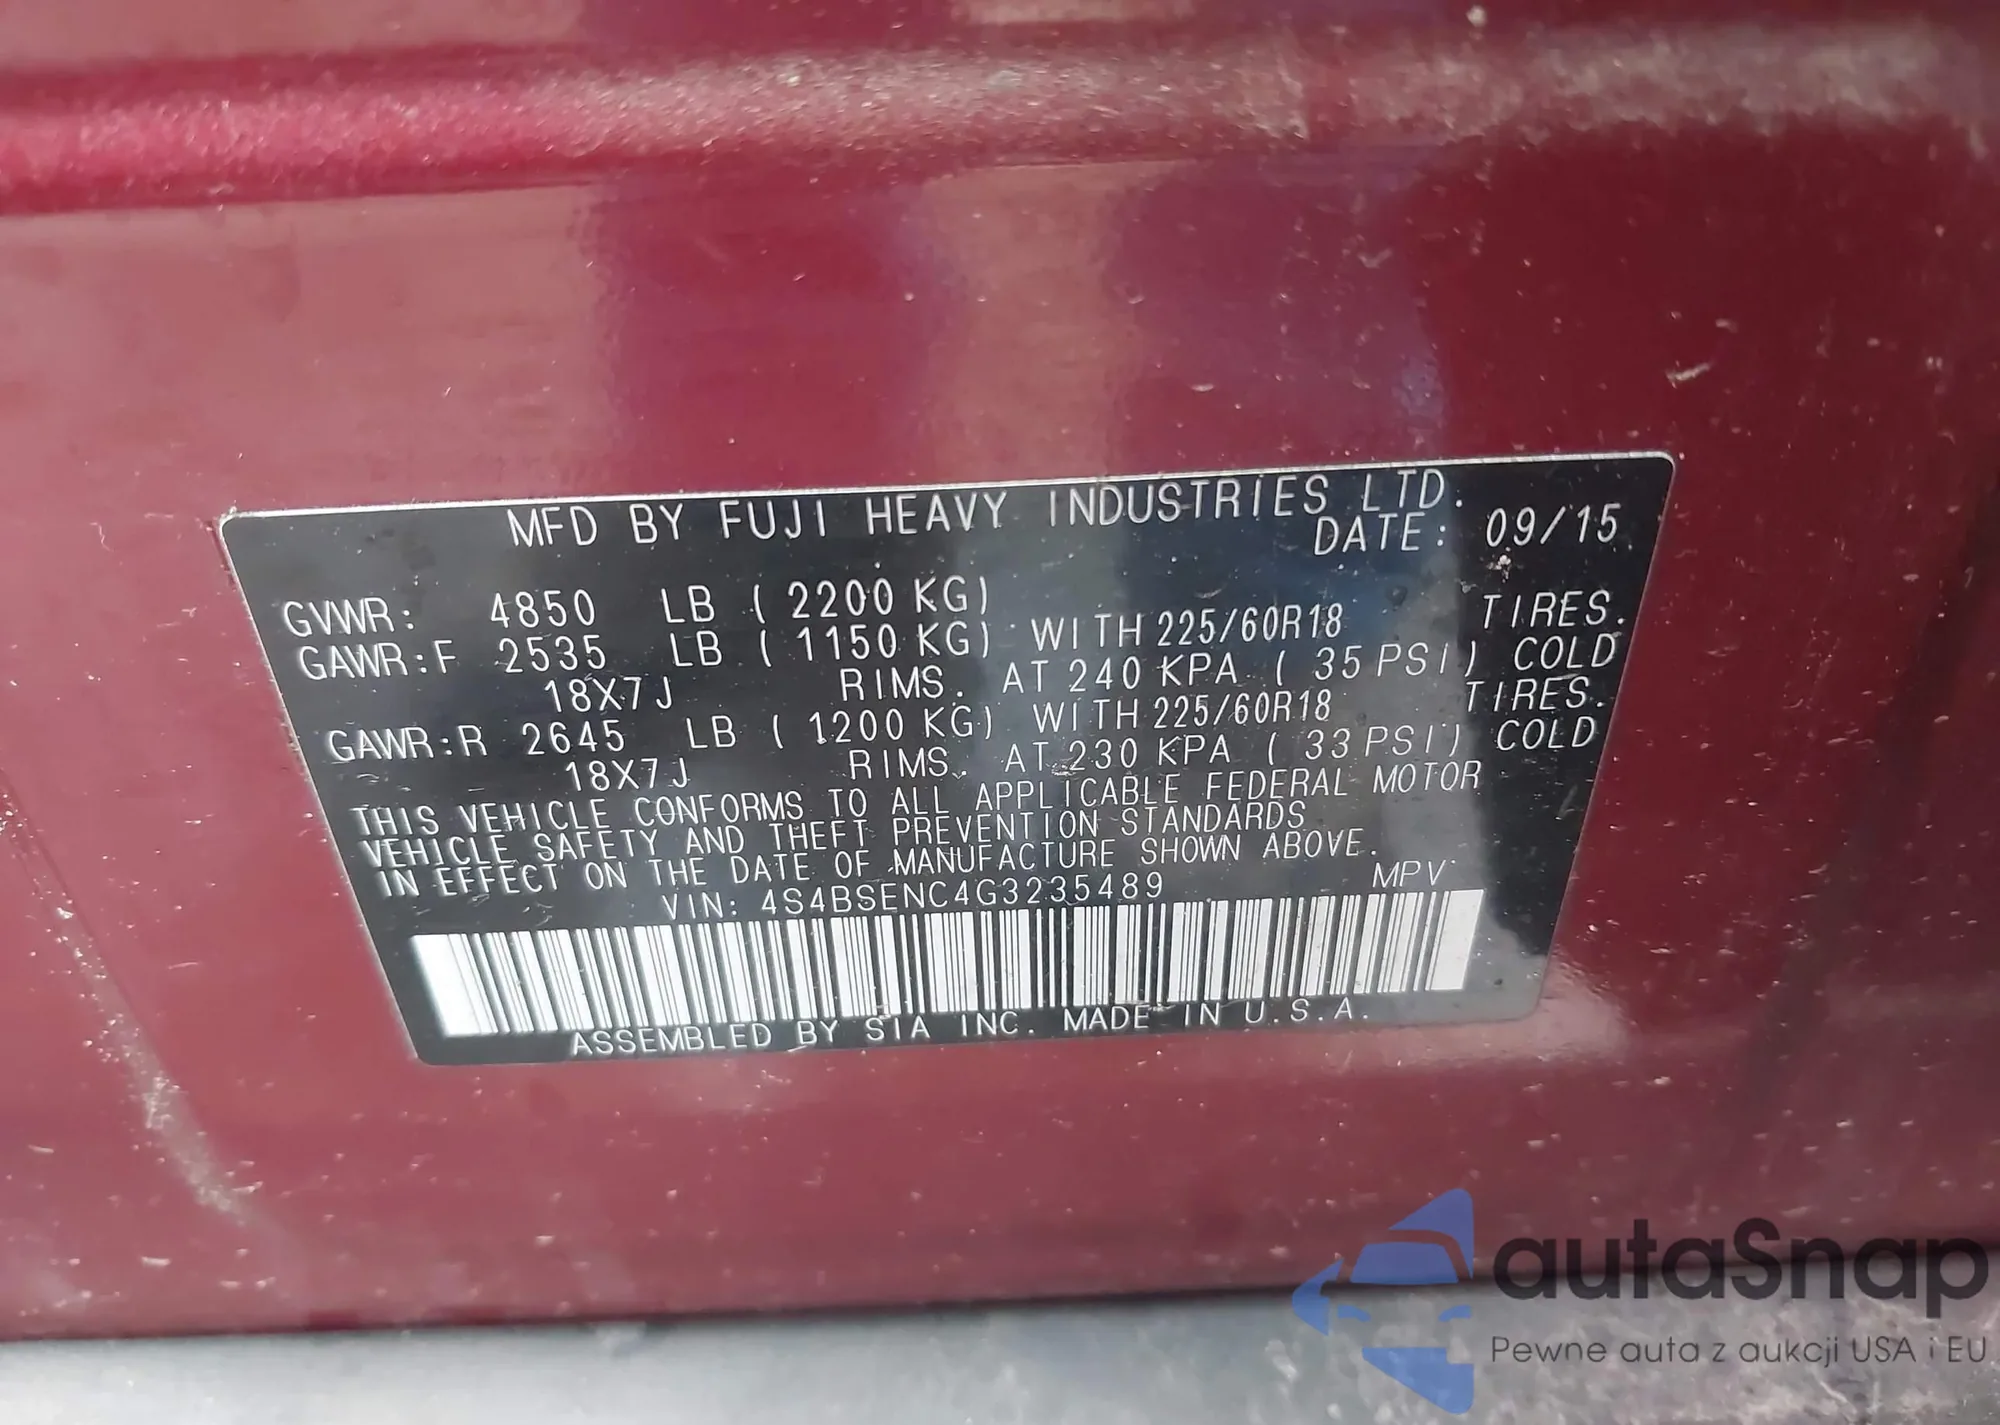 MFD BY FUJI HEAVY INDUSTRIES LTD.
DATE: 09/15
GVWR: 4850 LB (2200 KG)
GAWR:F 2535 LB (1150 KG) WITH 225/60R18 TIRES.
18X7J RIMS. AT 240 KPA (35 PSI) COLD
GAWR:R 2645 LB (1200 KG) WITH 225/60R18 TIRES.
18X7J RIMS. AT 230 KPA (33 PSI) COLD
THIS VEHICLE CONFORMS TO ALL APPLICABLE FEDERAL MOTOR
VEHICLE SAFETY AND THEFT PREVENTION STANDARDS
IN EFFECT ON THE DATE OF MANUFACTURE SHOWN ABOVE.
VIN: 4S4BSENC4G3235489 MPV
ASSEMBLED BY SIA INC. MADE IN U.S.A.
autaSnap
Pewne auta z aukcji USA i EU